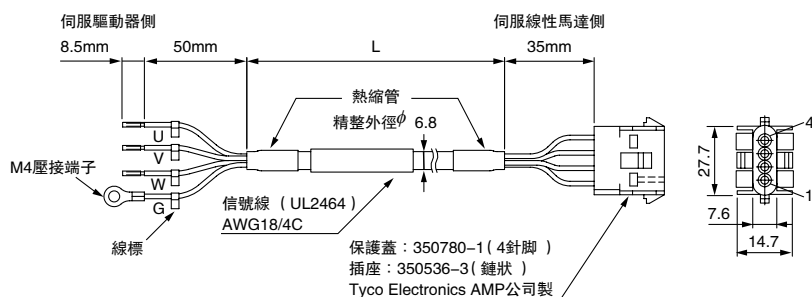 伺服驅動器側
伺服線性馬達側
8.5mm
50mm
L
35mm
熱縮管
精整外徑φ 6.8
U
V
W
G
M4壓接端子
線標
信號線（UL2464）
AWG18/4C
保護蓋：350780-1（4針脚）
插座：350536-3（鏈狀）
Tyco Electronics AMP公司製
27.7
4
1
7.6
14.7